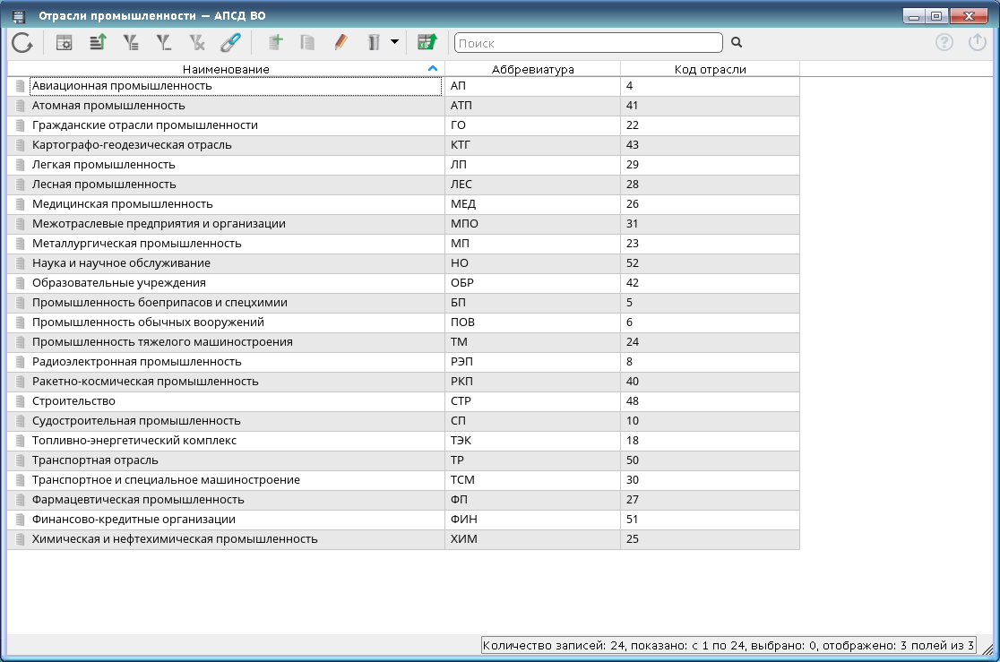 Отрасли промышленности — АПСД ВО
Поиск
Наименование Аббревиатура Код отрасли
Авиационная промышленность АП 4
Атомная промышленность АТП 41
Гражданские отрасли промышленности ГО 22
Картографо-геодезическая отрасль КТГ 43
Легкая промышленность ЛП 29
Лесная промышленность ЛЕС 28
Медицинская промышленность МЕД 26
Межотраслевые предприятия и организации МПО 31
Металлургическая промышленность МП 23
Наука и научное обслуживание НО 52
Образовательные учреждения ОБР 42
Промышленность боеприпасов и спецхимии БП 5
Промышленность обычных вооружений ПОВ 6
Промышленность тяжелого машиностроения ТМ 24
Радиоэлектронная промышленность РЭП 8
Ракетно-космическая промышленность РКП 40
Строительство СТР 48
Судостроительная промышленность СП 10
Топливно-энергетический комплекс ТЭК 18
Транспортная отрасль ТР 50
Транспортное и специальное машиностроение ТСМ 30
Фармацевтическая промышленность ФП 27
Финансово-кредитные организации ФИН 51
Химическая и нефтехимическая промышленность ХИМ 25
Количество записей: 24, показано: с 1 по 24, выбрано: 0, отображено: 3 полей из 3